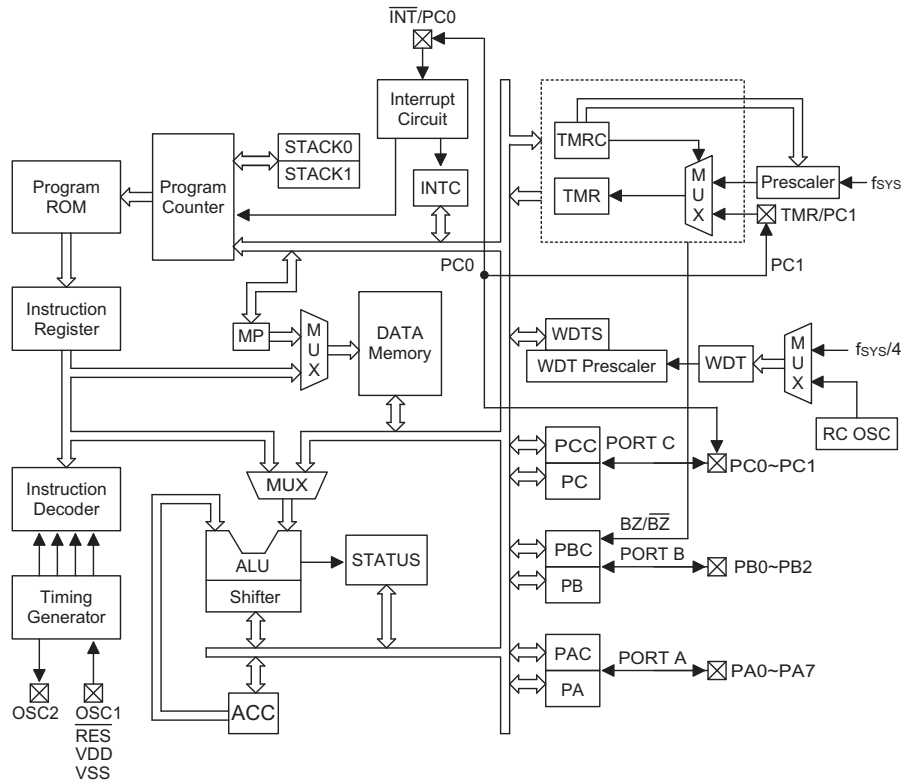 I̅N̅T̅/PC0
Interrupt
Circuit
STACK0
STACK1
INTC
Program
ROM
Program
Counter
TMRC
TMR
M
U
X
Prescaler
fSYS
TMR/PC1
PC0
PC1
Instruction
Register
MP
M
U
X
DATA
Memory
WDTS
WDT Prescaler
WDT
M
U
X
fSYS/4
RC OSC
PCC
PC
PORT C
PC0~PC1
MUX
Instruction
Decoder
ALU
Shifter
STATUS
BZ/B̅Z̅
PBC
PB
PORT B
PB0~PB2
Timing
Generator
PAC
PA
PORT A
PA0~PA7
OSC2
OSC1
R̅E̅S̅
VDD
VSS
ACC